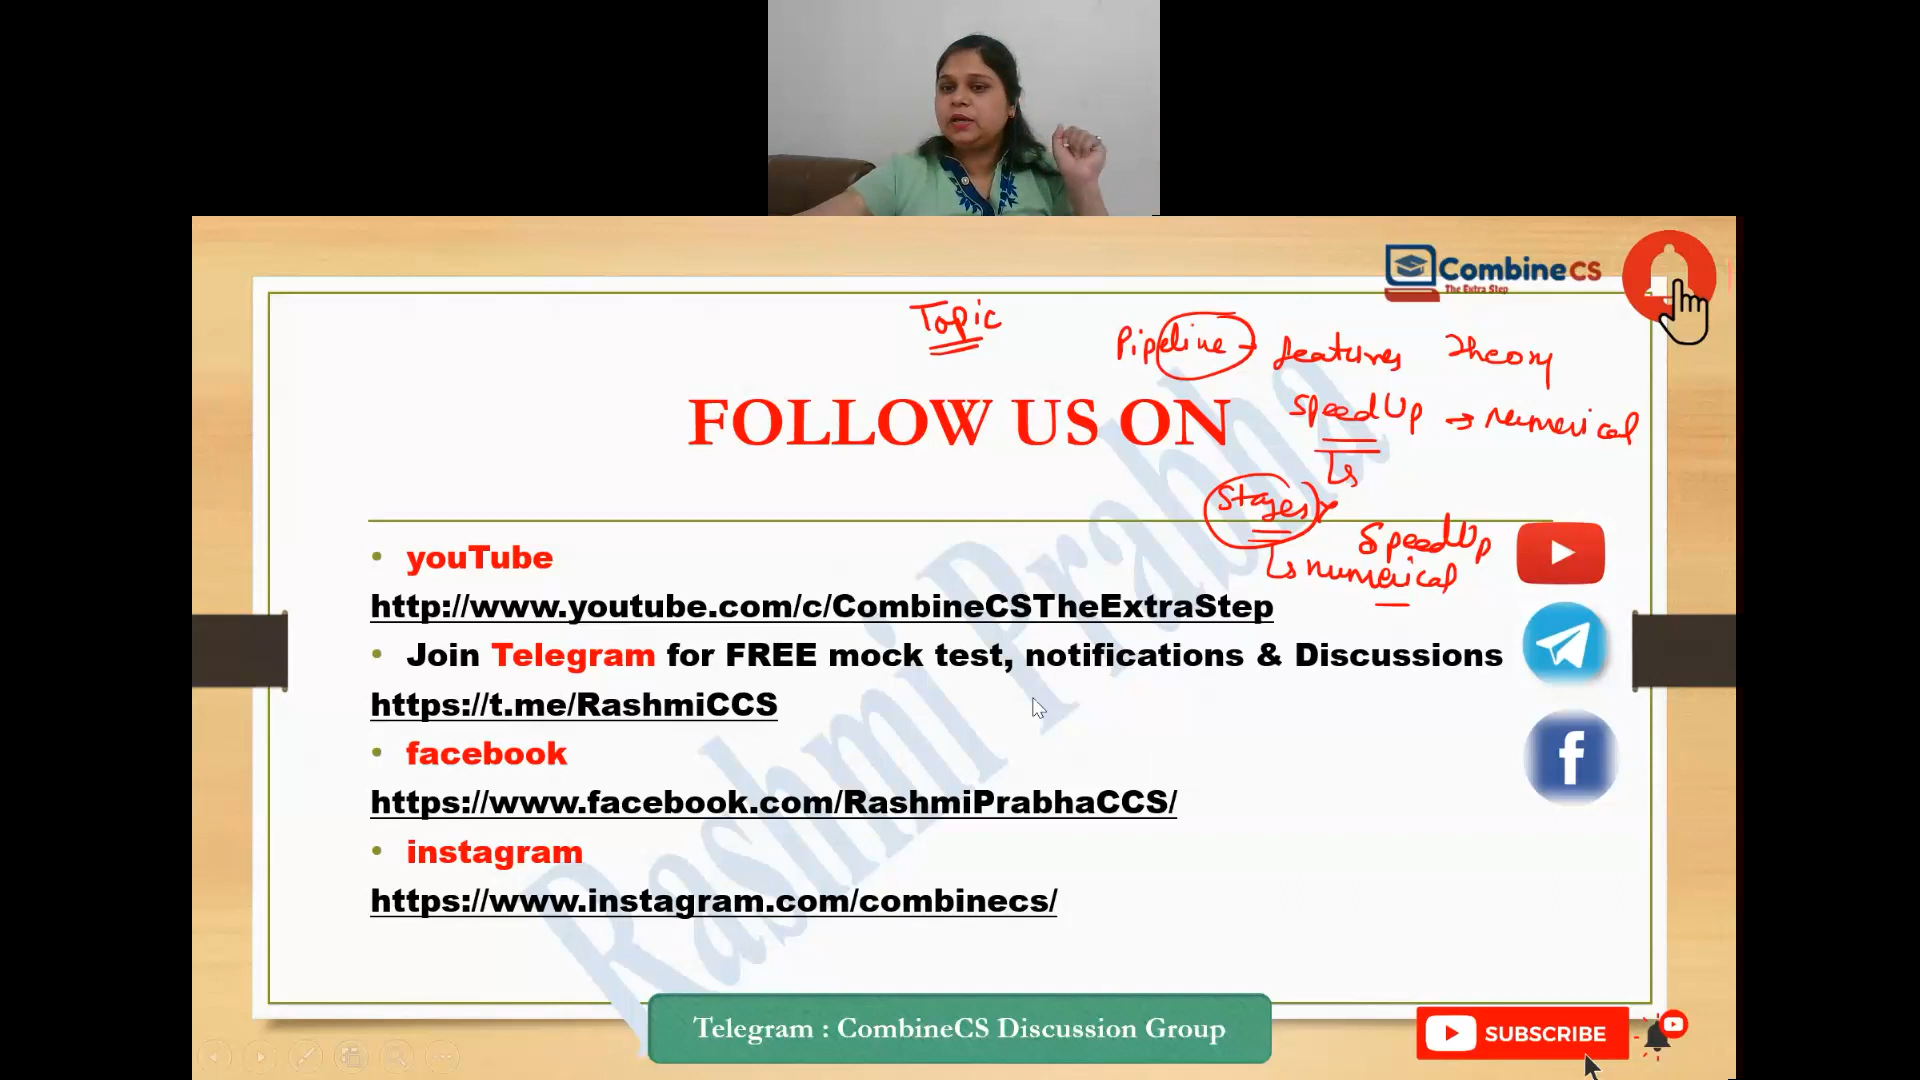 CombineCS
The Extra Step
Topic
Pipeline → features Theory
FOLLOW US ON
SpeedUp → Numerical
Stages
SpeedUp
numerical
• youTube
http://www.youtube.com/c/CombineCSTheExtraStep
• Join Telegram for FREE mock test, notifications & Discussions
https://t.me/RashmiCCS
• facebook
https://www.facebook.com/RashmiPrabhaCCS/
• instagram
https://www.instagram.com/combinecs/
Rashmi Prabha
Telegram : CombineCS Discussion Group
SUBSCRIBE